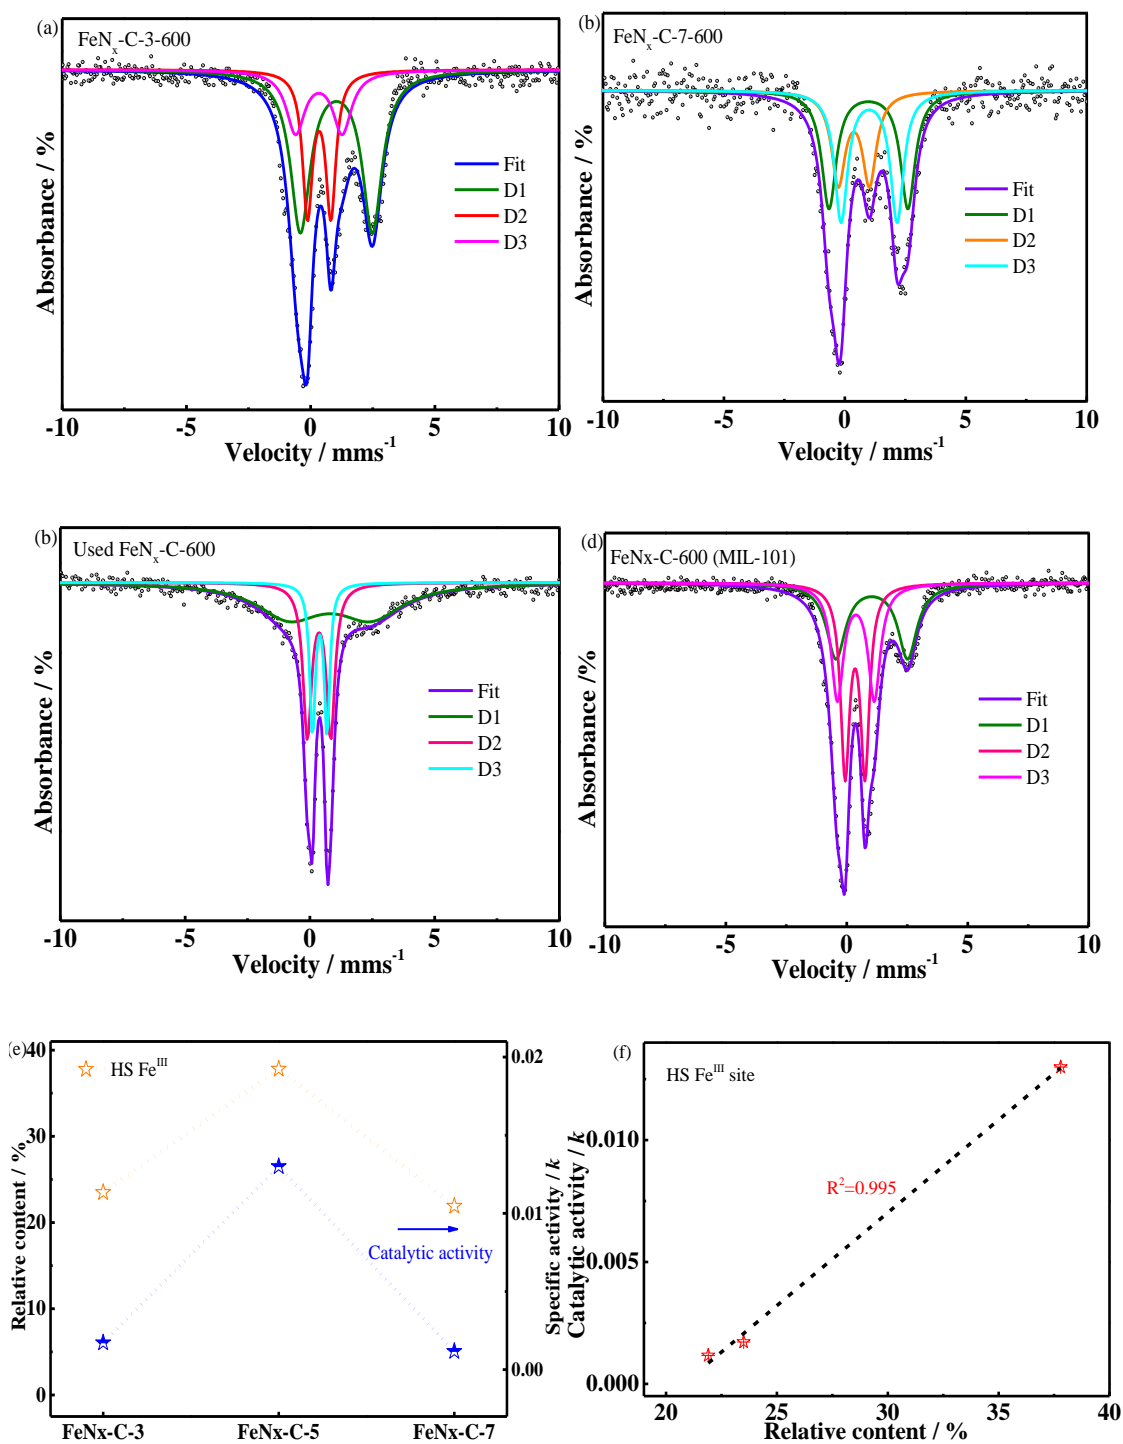 (a)
FeNx-C-3-600
Fit
D1
D2
D3
Absorbance / %
-10 -5 0 5 10
Velocity / mms-1
(b)
FeNx-C-7-600
Fit
D1
D2
D3
Absorbance / %
-10 -5 0 5 10
Velocity / mms-1
(b)
Used FeNx-C-600
Fit
D1
D2
D3
Absorbance / %
-10 -5 0 5 10
Velocity / mms-1
(d)
FeNx-C-600 (MIL-101)
Fit
D1
D2
D3
Absorbance /%
-10 -5 0 5 10
Velocity / mms-1
(e)
HS FeIII
40
30
20
10
0
Relative content / %
0.02
0.01
0.00
Specific activity / k
Catalytic activity
FeNx-C-3 FeNx-C-5 FeNx-C-7
(f)
HS FeIII site
R2=0.995
0.010
0.005
0.000
Catalytic activity / k
20 25 30 35 40
Relative content / %